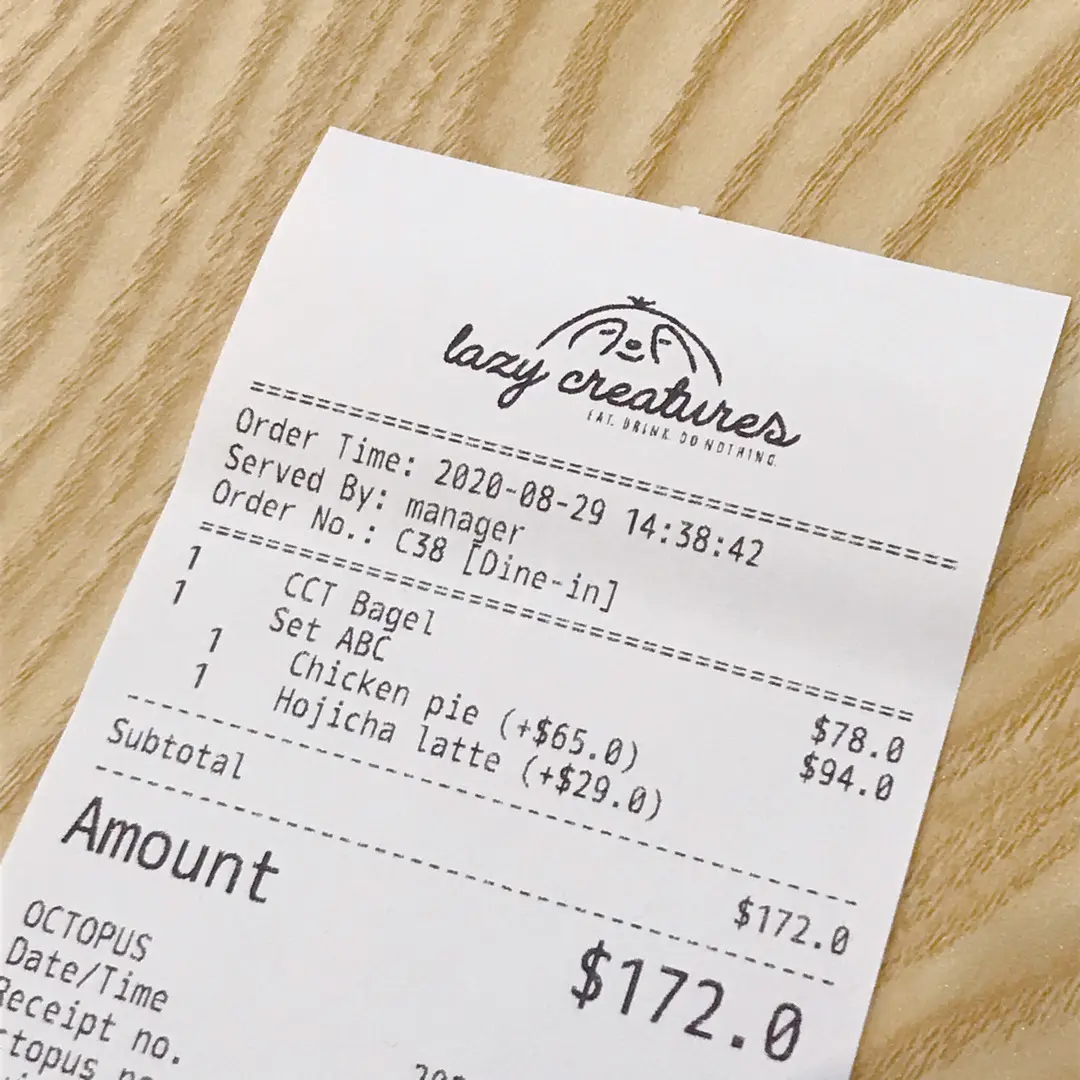 lazy creatures
EAT. DRINK. DO NOTHING.
================================================
Order Time: 2020-08-29 14:38:42
Served By: manager
Order No.: C38 [Dine-in]
================================================
1 CCT Bagel $78.0
1 Set ABC $94.0
1 Chicken pie (+$65.0)
1 Hojicha latte (+$29.0)
------------------------------------------------
Subtotal $172.0
------------------------------------------------
Amount $172.0
OCTOPUS
Date/Time
Receipt no.